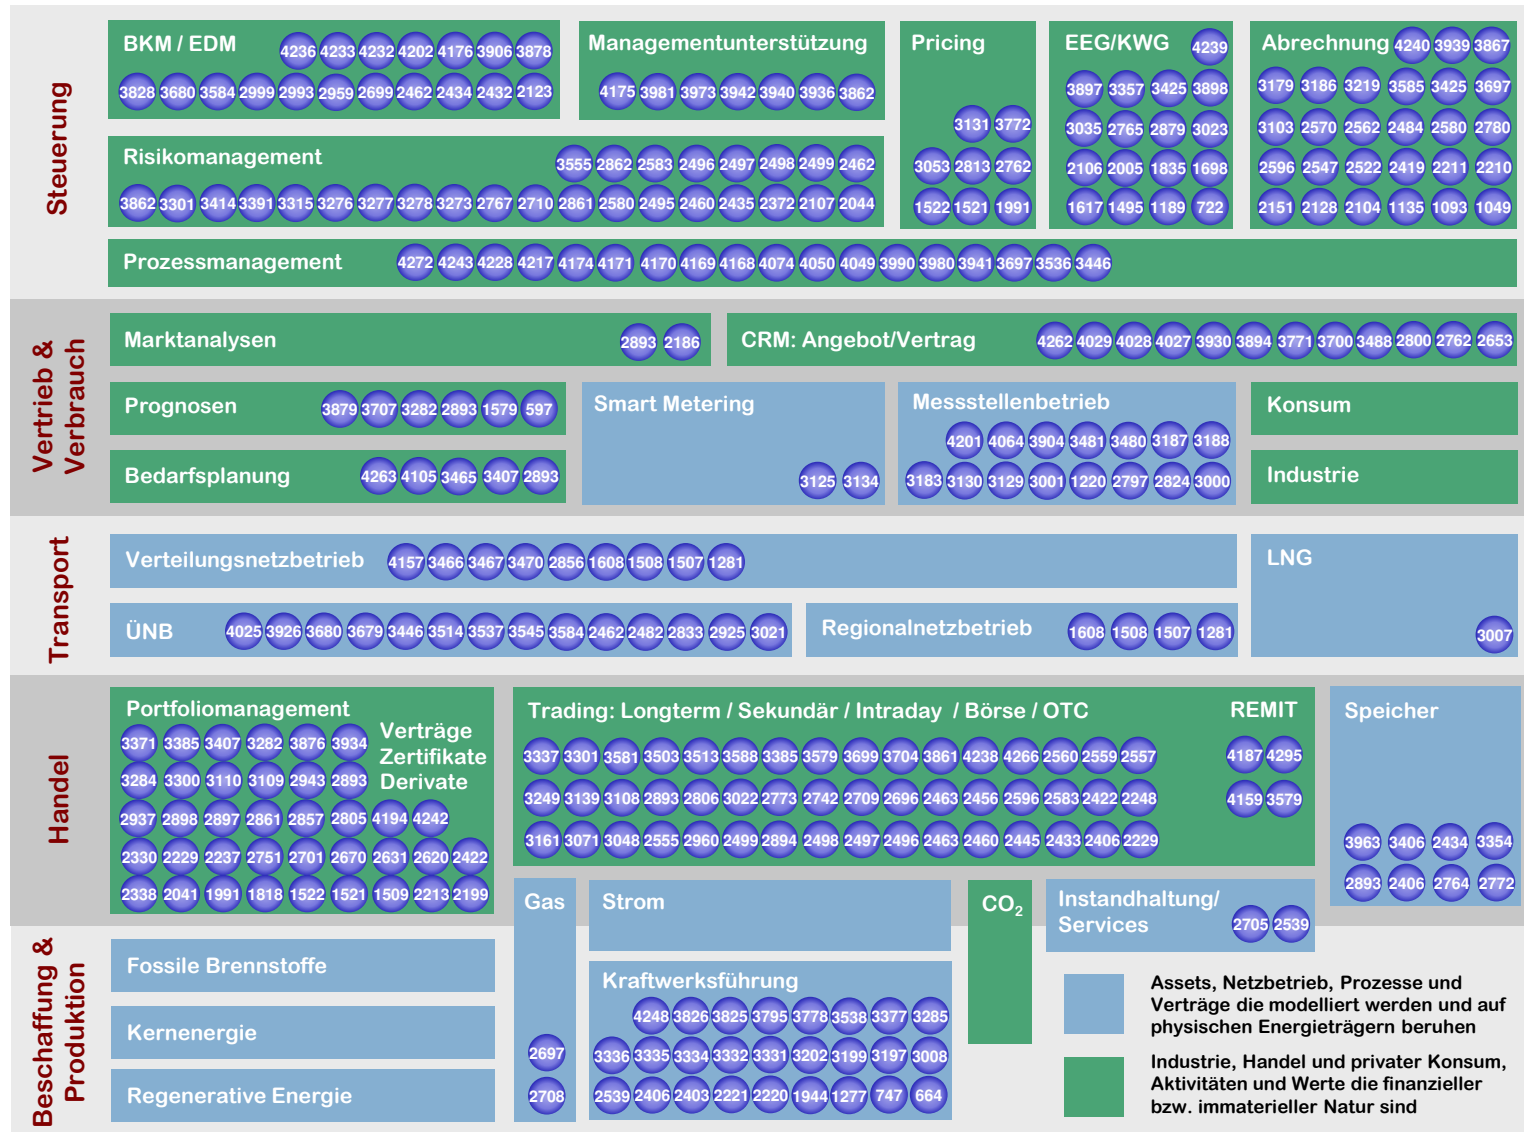 Steuerung
BKM / EDM
4236 4233 4232 4202 4176 3906 3878
3828 3680 3584 2999 2993 2959 2699 2462 2434 2432 2123
Managementunterstützung
4175 3981 3973 3942 3940 3936 3862
Pricing
3131 3772
3053 2813 2762
1522 1521 1991
EEG/KWG 4239
3897 3357 3425 3898
3035 2765 2879 3023
2106 2005 1835 1698
1617 1495 1189 722
Abrechnung 4240 3939 3867
3179 3186 3219 3585 3425 3697
3103 2570 2562 2484 2580 2780
2596 2547 2522 2419 2211 2210
2151 2128 2104 1135 1093 1049
Risikomanagement
3555 2862 2583 2496 2497 2498 2499 2462
3862 3301 3414 3391 3315 3276 3277 3278 3273 2767 2710 2861 2580 2495 2460 2435 2372 2107 2044
Prozessmanagement 4272 4243 4228 4217 4174 4171 4170 4169 4168 4074 4050 4049 3990 3980 3941 3697 3536 3446
Vertrieb &
Verbrauch
Marktanalysen 2893 2186
CRM: Angebot/Vertrag 4262 4029 4028 4027 3930 3894 3771 3700 3488 2800 2762 2653
Prognosen 3879 3707 3282 2893 1579 597
Bedarfsplanung 4263 4105 3465 3407 2893
Smart Metering
3125 3134
Messstellenbetrieb
4201 4064 3904 3481 3480 3187 3188
3183 3130 3129 3001 1220 2797 2824 3000
Konsum
Industrie
Transport
Verteilungsnetzbetrieb 4157 3466 3467 3470 2856 1608 1508 1507 1281
LNG
3007
ÜNB 4025 3926 3680 3679 3446 3514 3537 3545 3584 2462 2482 2833 2925 3021
Regionalnetzbetrieb 1608 1508 1507 1281
Handel
Portfoliomanagement
Verträge
Zertifikate
Derivate
3371 3385 3407 3282 3876 3934
3284 3300 3110 3109 2943 2893
2937 2898 2897 2861 2857 2805 4194 4242
2330 2229 2237 2751 2701 2670 2631 2620 2422
2338 2041 1991 1818 1522 1521 1509 2213 2199
Trading: Longterm / Sekundär / Intraday / Börse / OTC
3337 3301 3581 3503 3513 3588 3385 3579 3699 3704 3861 4238 4266 2560 2559 2557
3249 3139 3108 2893 2806 3022 2773 2742 2709 2696 2463 2456 2596 2583 2422 2248
3161 3071 3048 2555 2960 2499 2894 2498 2497 2496 2463 2460 2445 2433 2406 2229
REMIT
4187 4295
4159 3579
Speicher
3963 3406 2434 3354
2893 2406 2764 2772
Gas
2697
2708
Strom
CO2
Instandhaltung/
Services 2705 2539
Beschaffung &
Produktion
Fossile Brennstoffe
Kernenergie
Regenerative Energie
Kraftwerksführung
4248 3826 3825 3795 3778 3538 3377 3285
3336 3335 3334 3332 3331 3202 3199 3197 3008
2539 2406 2403 2221 2220 1944 1277 747 664
Assets, Netzbetrieb, Prozesse und
Verträge die modelliert werden und auf
physischen Energieträgern beruhen
Industrie, Handel und privater Konsum,
Aktivitäten und Werte die finanzieller
bzw. immaterieller Natur sind